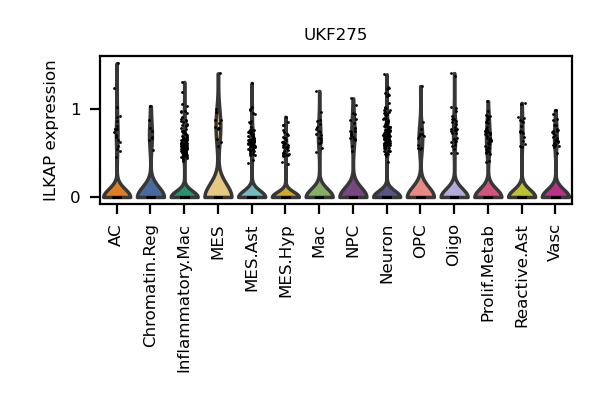 UKF275
ILKAP expression
1
0
AC
Chromatin.Reg
Inflammatory.Mac
MES
MES.Ast
MES.Hyp
Mac
NPC
Neuron
OPC
Oligo
Prolif.Metab
Reactive.Ast
Vasc